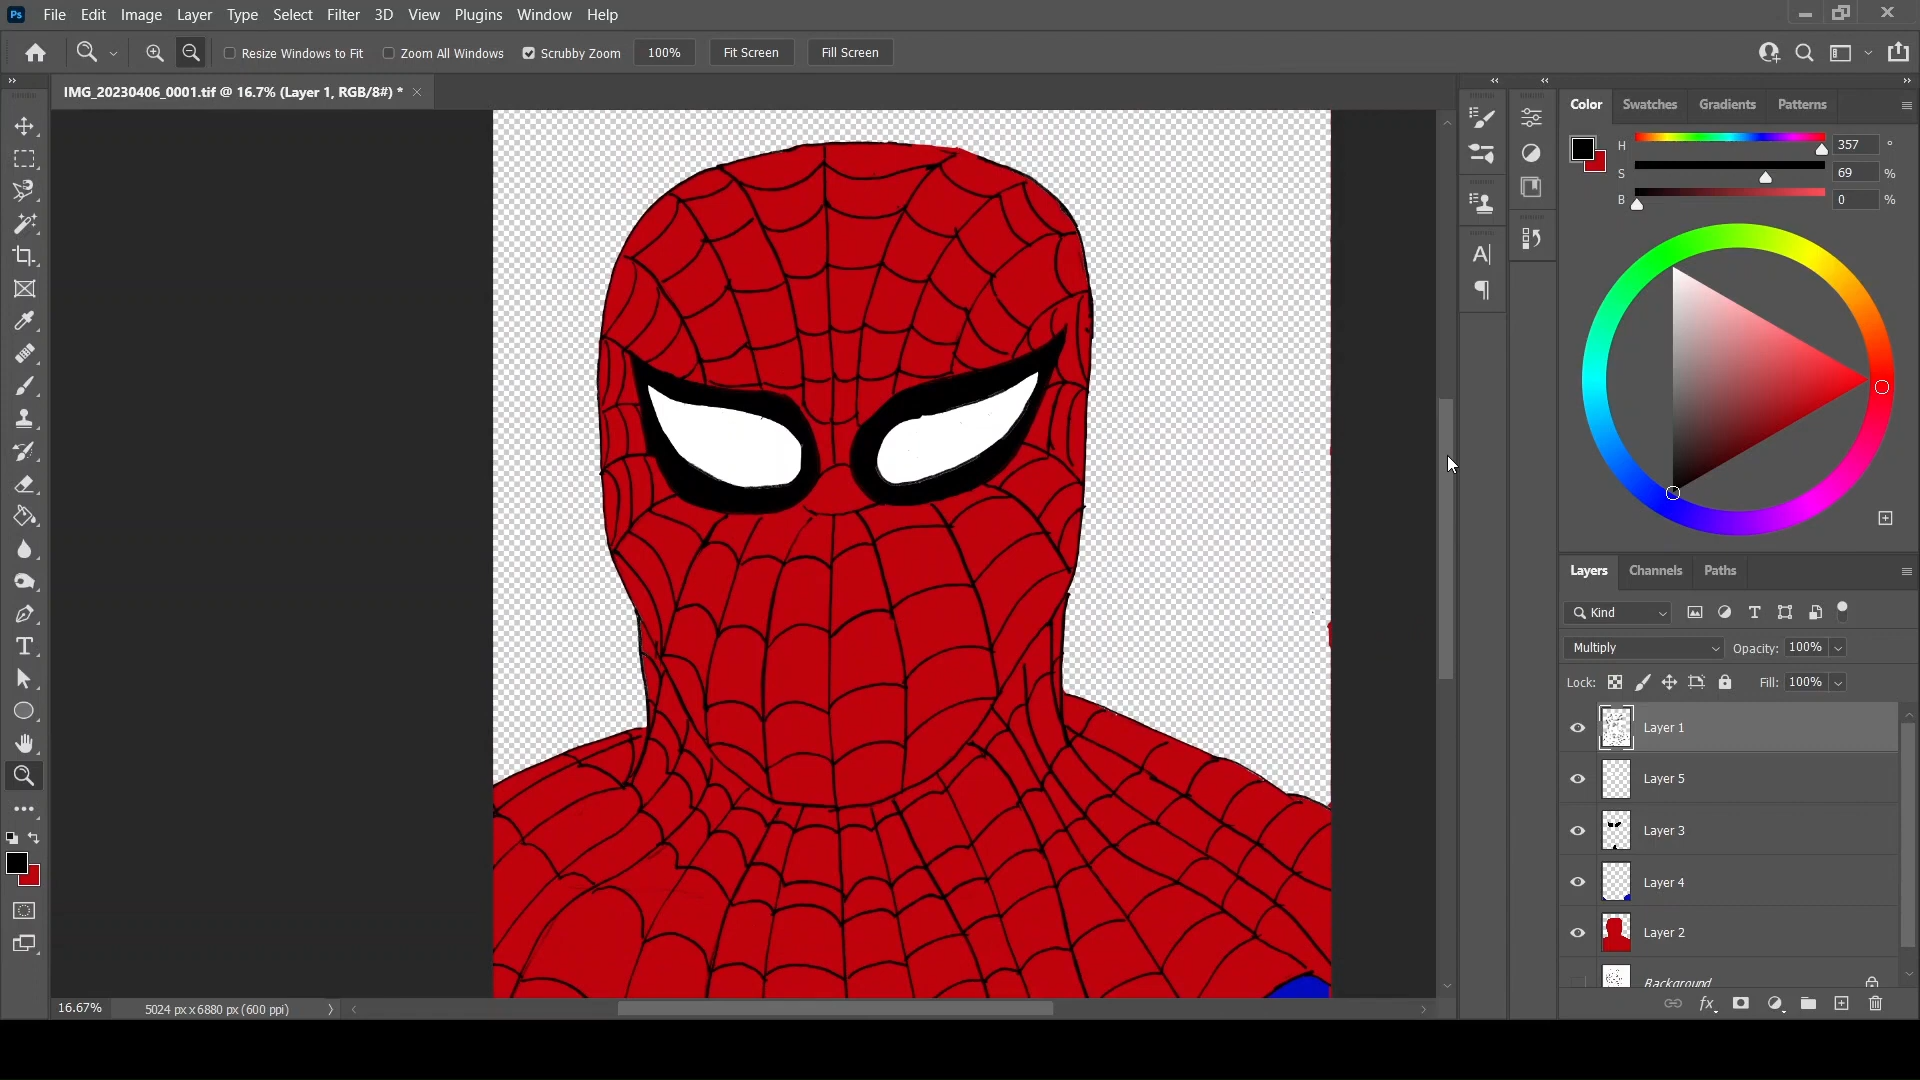 Ps File Edit Image Layer Type Select Filter 3D View Plugins Window Help
Resize Windows to Fit Zoom All Windows Scrubby Zoom 100% Fit Screen Fill Screen
IMG_20230406_0001.tif @ 16.7% (Layer 1, RGB/8#) * ×
Color Swatches Gradients Patterns
H 357 °
S 69 %
B 0 %
Layers Channels Paths
Kind
Multiply Opacity: 100%
Lock: Fill: 100%
Layer 1
Layer 5
Layer 3
Layer 4
Layer 2
Background
fx
16.67% 5024 px x 6880 px (600 ppi)